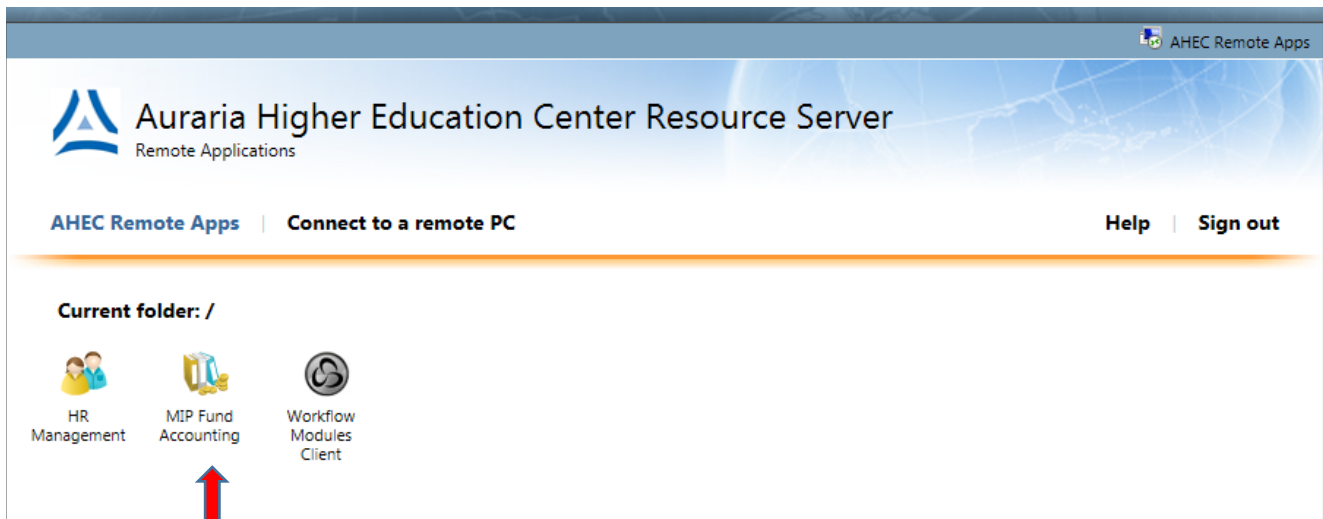 AHEC Remote Apps
Auraria Higher Education Center Resource Server
Remote Applications
AHEC Remote Apps | Connect to a remote PC
Help | Sign out
Current folder: /
HR
Management
MIP Fund
Accounting
Workflow
Modules
Client